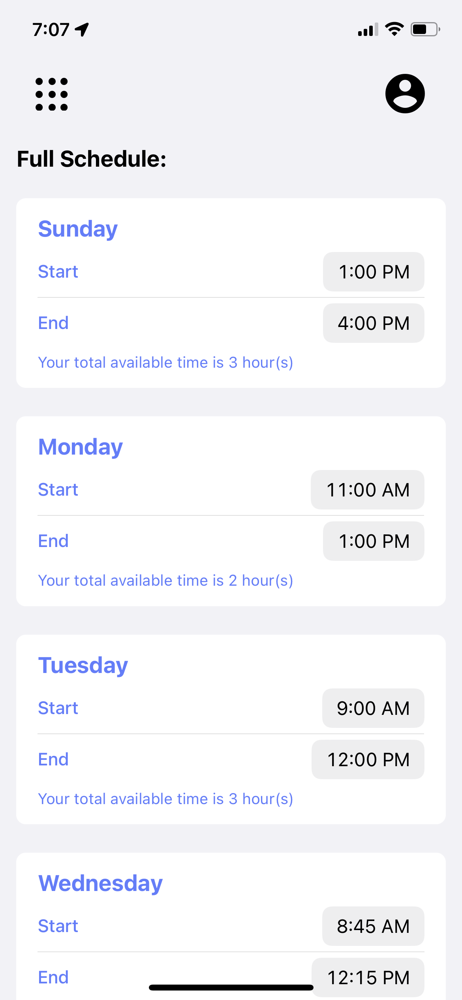 7:07
Full Schedule:
Sunday
Start 1:00 PM
End 4:00 PM
Your total available time is 3 hour(s)
Monday
Start 11:00 AM
End 1:00 PM
Your total available time is 2 hour(s)
Tuesday
Start 9:00 AM
End 12:00 PM
Your total available time is 3 hour(s)
Wednesday
Start 8:45 AM
End 12:15 PM